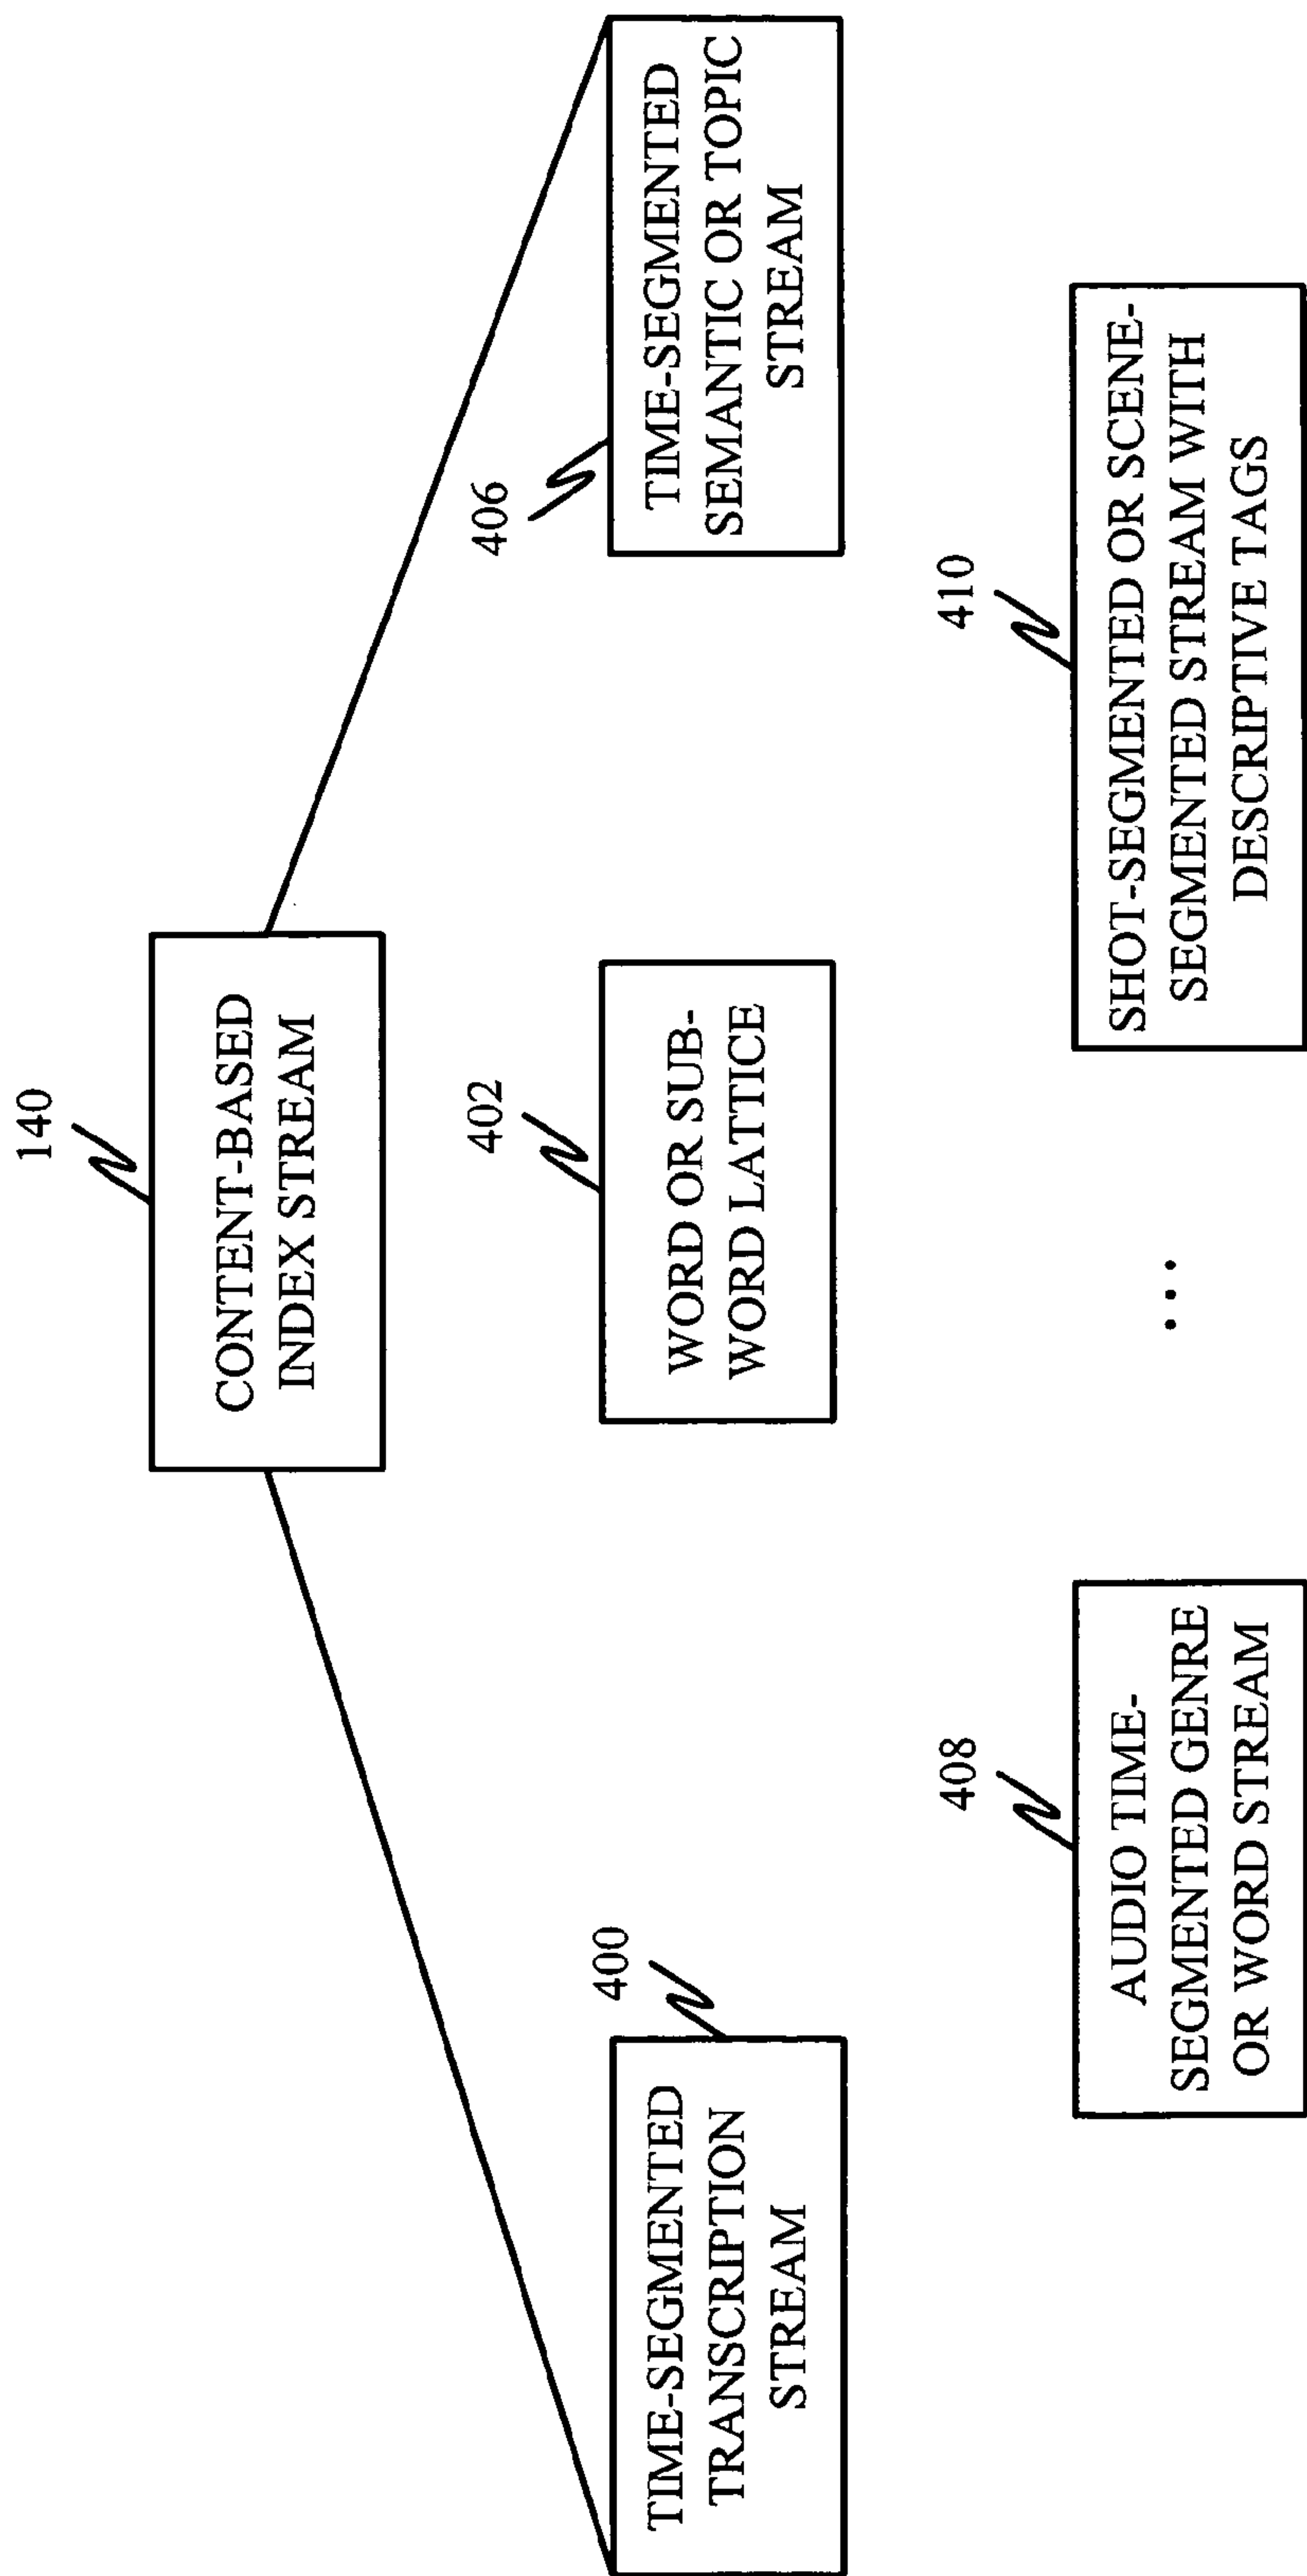 140
CONTENT-BASED
INDEX STREAM
400
TIME-SEGMENTED
TRANSCRIPTION
STREAM
402
WORD OR SUB-
WORD LATTICE
406
TIME-SEGMENTED
SEMANTIC OR TOPIC
STREAM
408
AUDIO TIME-
SEGMENTED GENRE
OR WORD STREAM
...
410
SHOT-SEGMENTED OR SCENE-
SEGMENTED STREAM WITH
DESCRIPTIVE TAGS